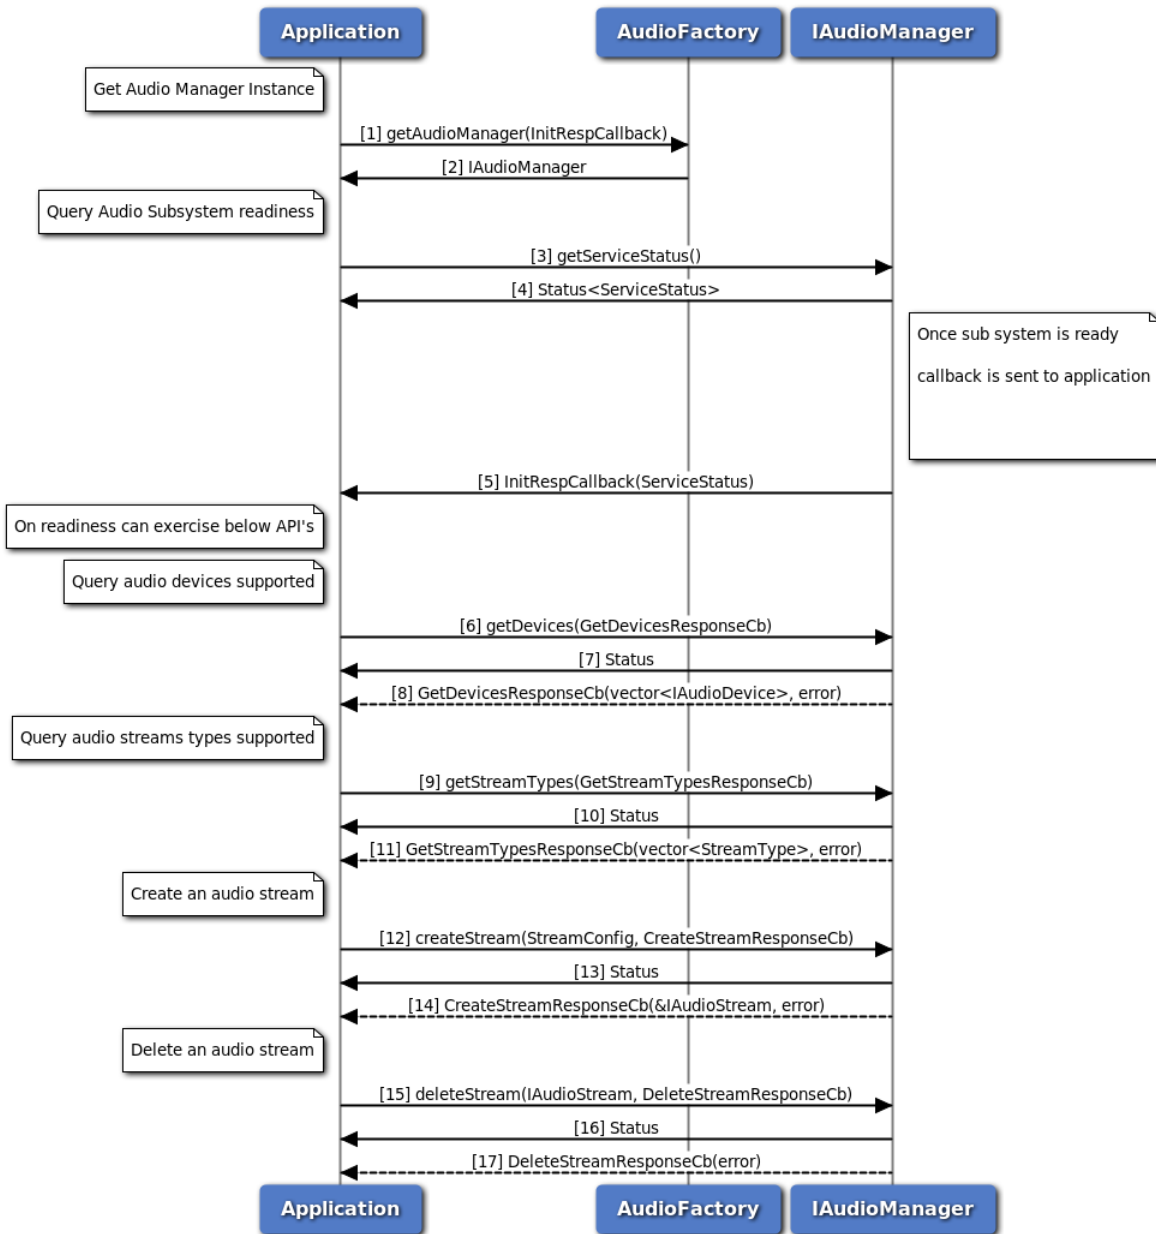 Application
AudioFactory
IAudioManager
Get Audio Manager Instance
[1] getAudioManager(InitRespCallback)
[2] IAudioManager
Query Audio Subsystem readiness
[3] getServiceStatus()
[4] Status<ServiceStatus>
Once sub system is ready
callback is sent to application
[5] InitRespCallback(ServiceStatus)
On readiness can exercise below API's
Query audio devices supported
[6] getDevices(GetDevicesResponseCb)
[7] Status
[8] GetDevicesResponseCb(vector<IAudioDevice>, error)
Query audio streams types supported
[9] getStreamTypes(GetStreamTypesResponseCb)
[10] Status
[11] GetStreamTypesResponseCb(vector<StreamType>, error)
Create an audio stream
[12] createStream(StreamConfig, CreateStreamResponseCb)
[13] Status
[14] CreateStreamResponseCb(&IAudioStream, error)
Delete an audio stream
[15] deleteStream(IAudioStream, DeleteStreamResponseCb)
[16] Status
[17] DeleteStreamResponseCb(error)
Application
AudioFactory
IAudioManager